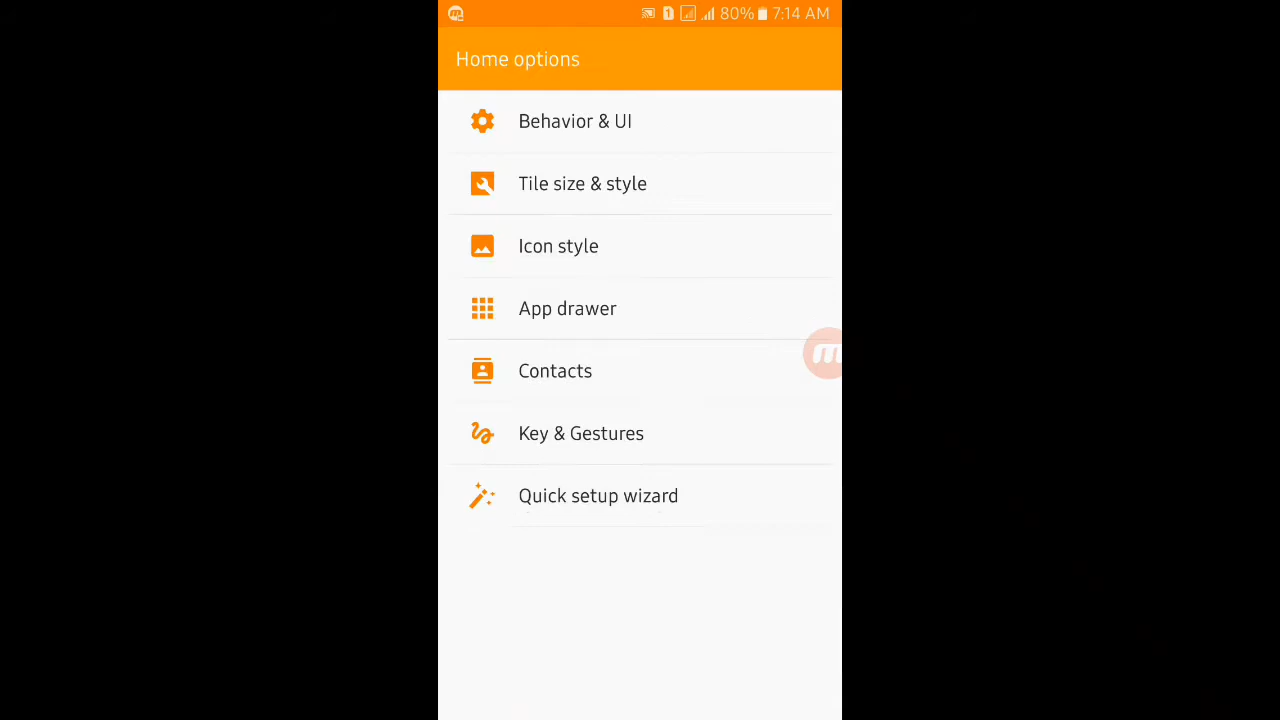 80% 7:14 AM
Home options
Behavior & UI
Tile size & style
Icon style
App drawer
Contacts
Key & Gestures
Quick setup wizard